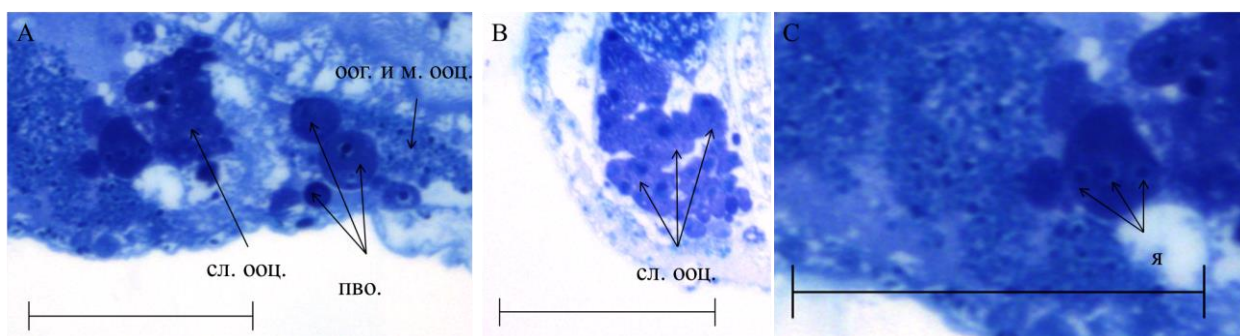 А
оог. и м. ооц.
сл. ооц.
пво.
В
сл. ооц.
С
я